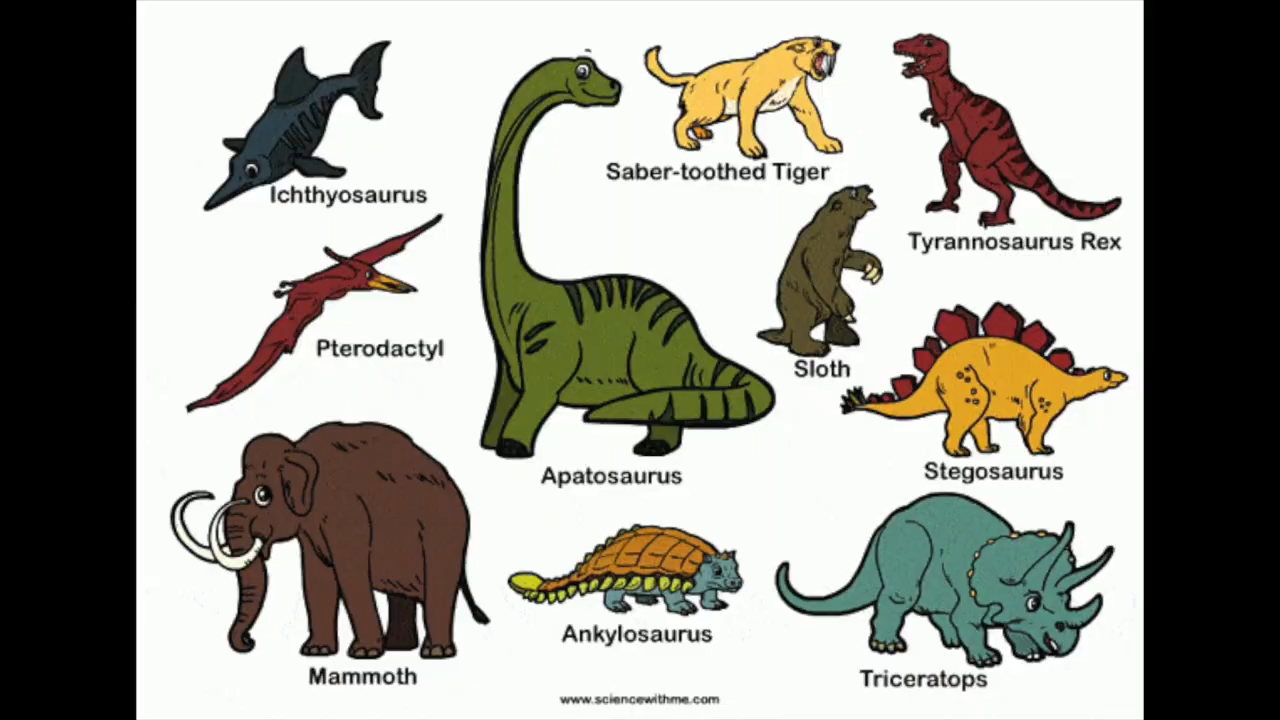 Saber-toothed Tiger
Ichthyosaurus
Tyrannosaurus Rex
Pterodactyl
Sloth
Stegosaurus
Apatosaurus
Ankylosaurus
Mammoth
Triceratops
www.sciencewithme.com